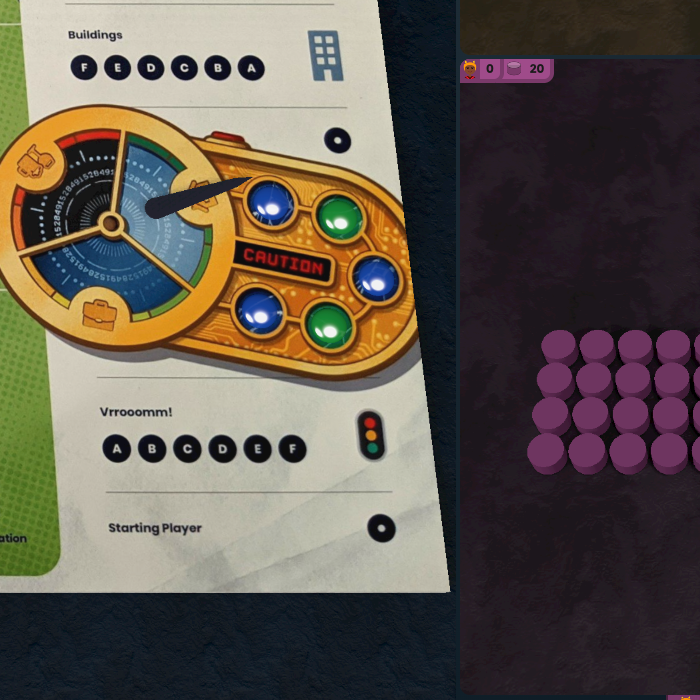 Buildings
F E D C B A
0 20
CAUTION
Vrrooomm!
A B C D E F
ation
Starting Player